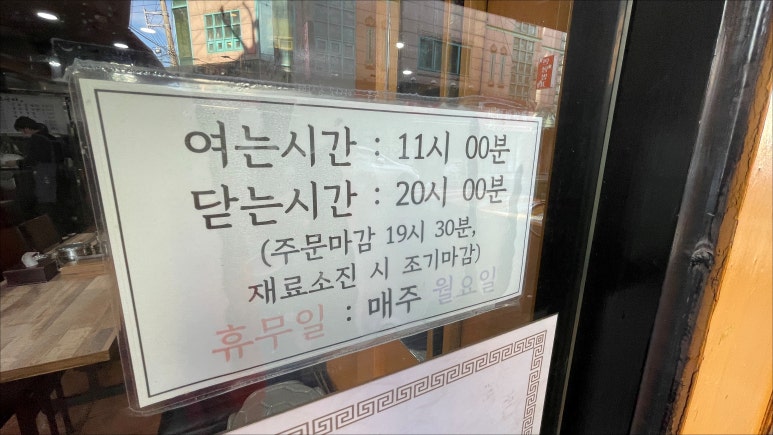 여는시간 : 11시 00분
닫는시간 : 20시 00분
(주문마감 19시 30분,
재료소진 시 조기마감)
휴무일 : 매주 월요일